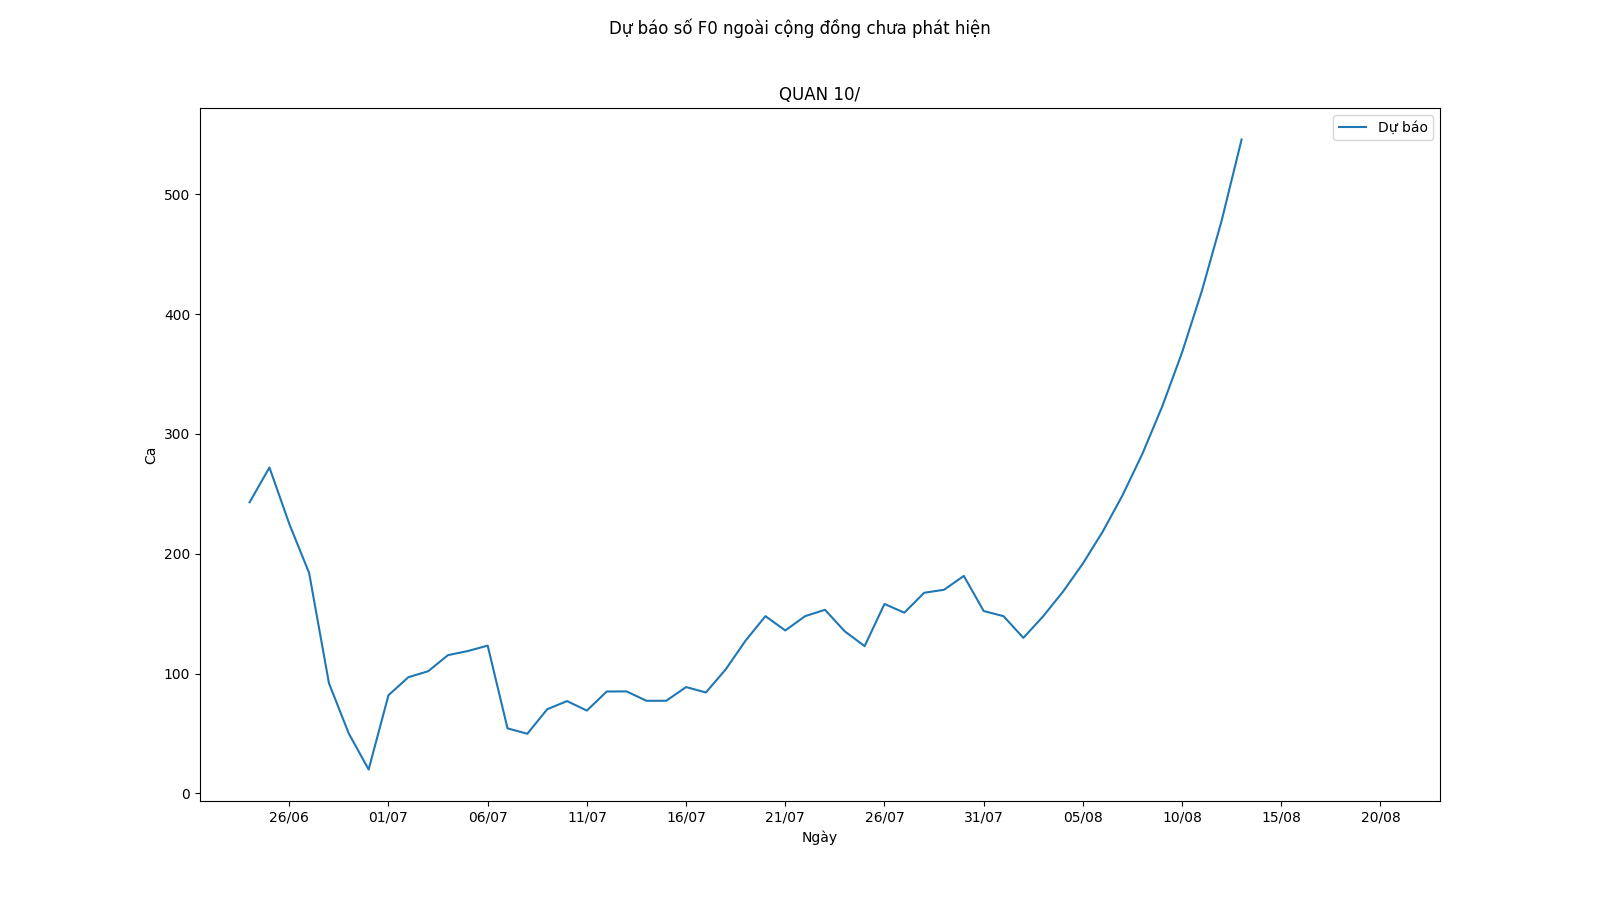 Dự báo số F0 ngoài cộng đồng chưa phát hiện
QUAN 10/
Dự báo
500
400
300
200
100
0
Ca
26/06 01/07 06/07 11/07 16/07 21/07 26/07 31/07 05/08 10/08 15/08 20/08
Ngày